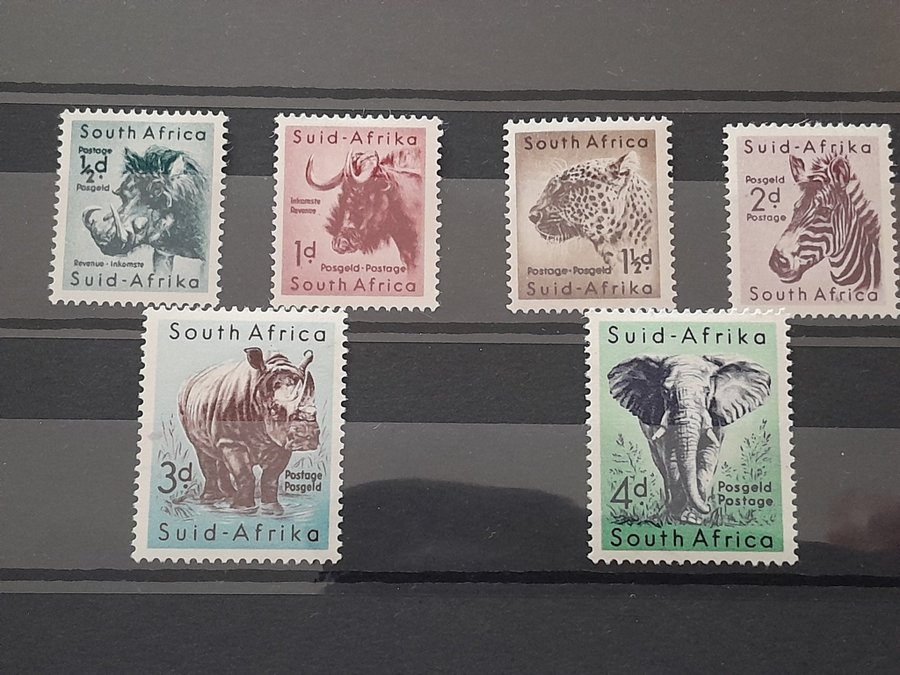 South Africa
Postage
½d
Posgeld
Revenue · Inkomste
Suid-Afrika
Suid-Afrika
Inkomste
Revenue
1d
Posgeld · Postage
South Africa
South Africa
Postage · Posgeld
1½d
Suid-Afrika
Suid-Afrika
Posgeld
2d
Postage
South Africa
South Africa
3d
Postage
Posgeld
Suid-Afrika
Suid-Afrika
4d
Posgeld
Postage
South Africa